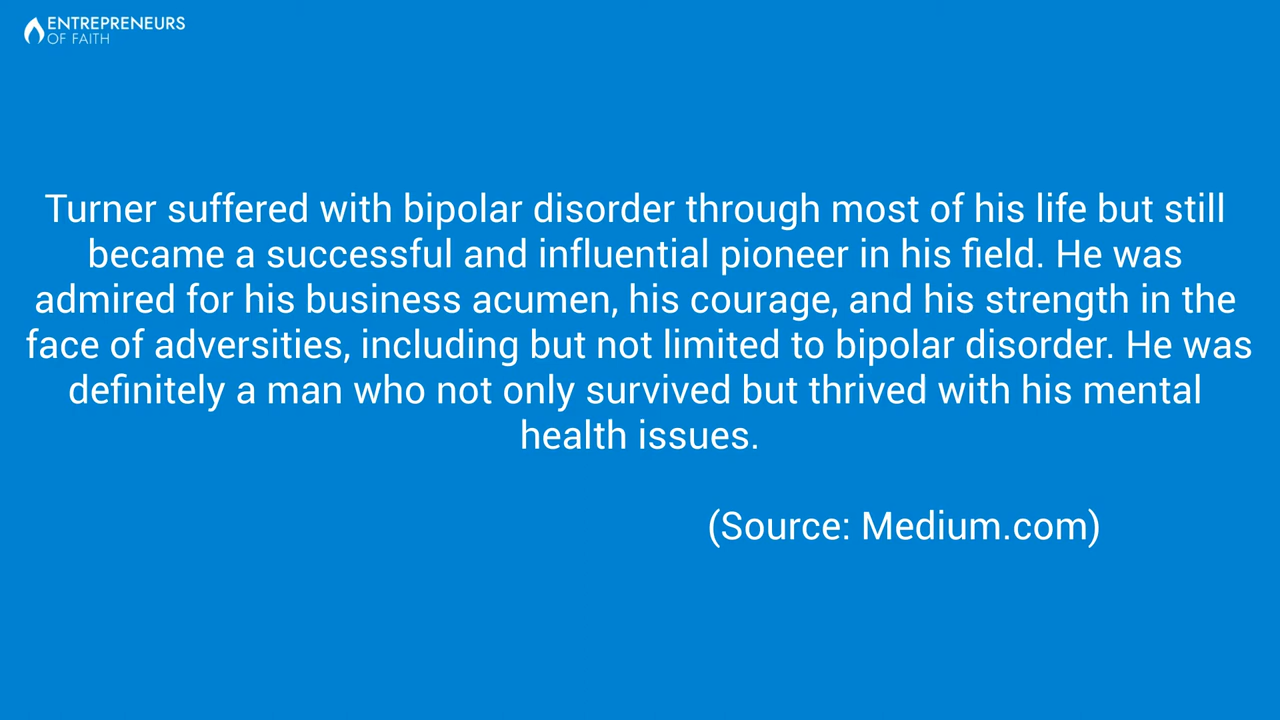 ENTREPRENEURS
OF FAITH
Turner suffered with bipolar disorder through most of his life but still
became a successful and influential pioneer in his field. He was
admired for his business acumen, his courage, and his strength in the
face of adversities, including but not limited to bipolar disorder. He was
definitely a man who not only survived but thrived with his mental
health issues.
(Source: Medium.com)